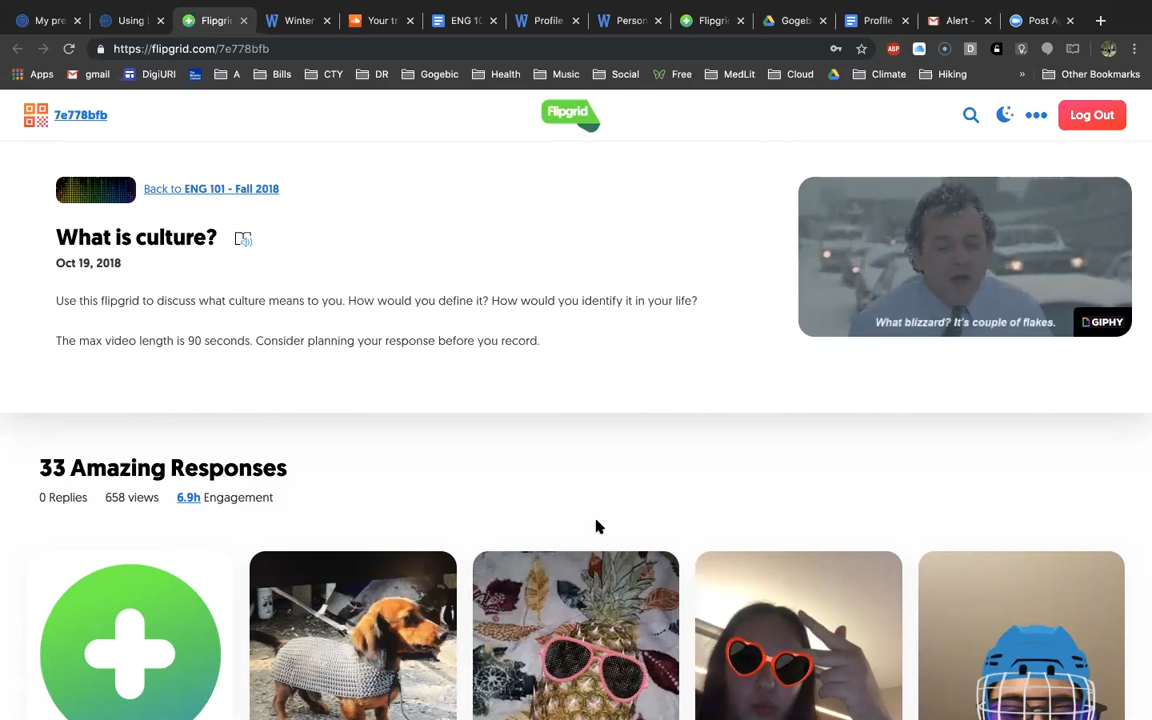 My pre
Using
Flipgri
Winter
Your tr
ENG 10
Profile
Person
Flipgri
Gogeb
Profile
Alert -
Post A
https://flipgrid.com/7e778bfb
ABP
D
Apps
gmail
DigiURI
A
Bills
CTY
DR
Gogebic
Health
Music
Social
Free
MedLit
Cloud
Climate
Hiking
»
Other Bookmarks
7e778bfb
Flipgrid
Log Out
Back to ENG 101 - Fall 2018
What is culture?
Oct 19, 2018
Use this flipgrid to discuss what culture means to you. How would you define it? How would you identify it in your life?
The max video length is 90 seconds. Consider planning your response before you record.
What blizzard? It's couple of flakes.
GIPHY
33 Amazing Responses
0 Replies 658 views 6.9h Engagement